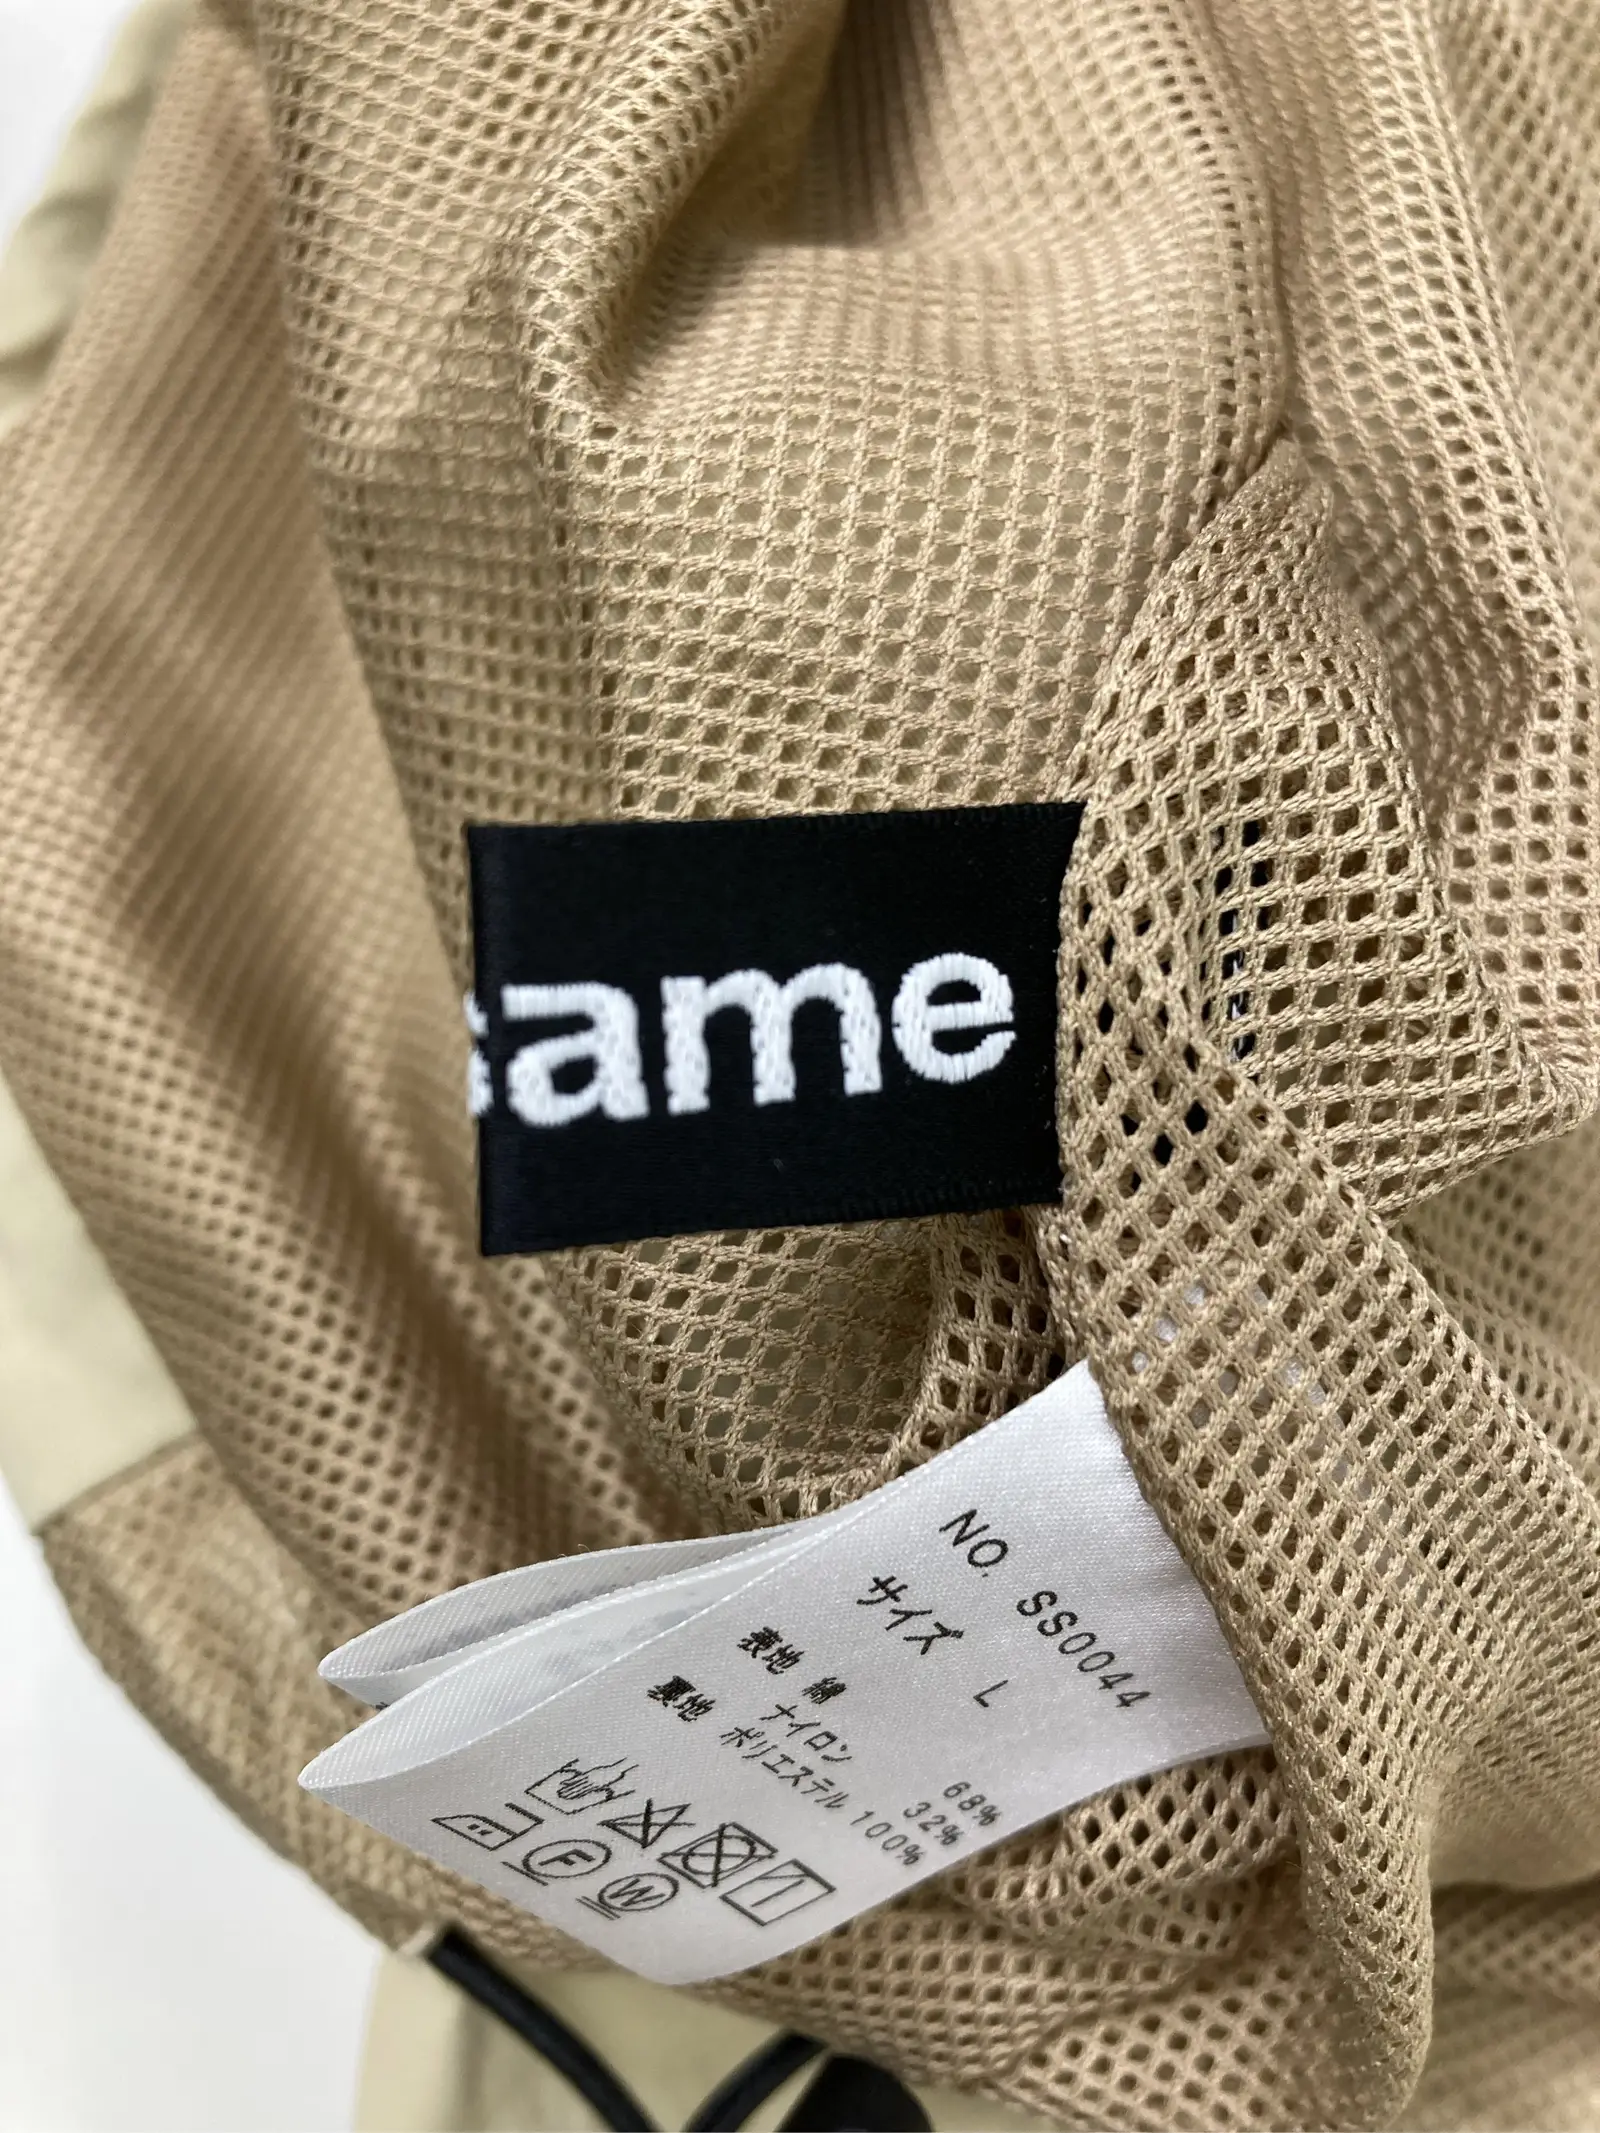 same
NO. SS0044
サイズ L
表地 綿 68%
ナイロン 32%
裏地 ポリエステル 100%
F
W